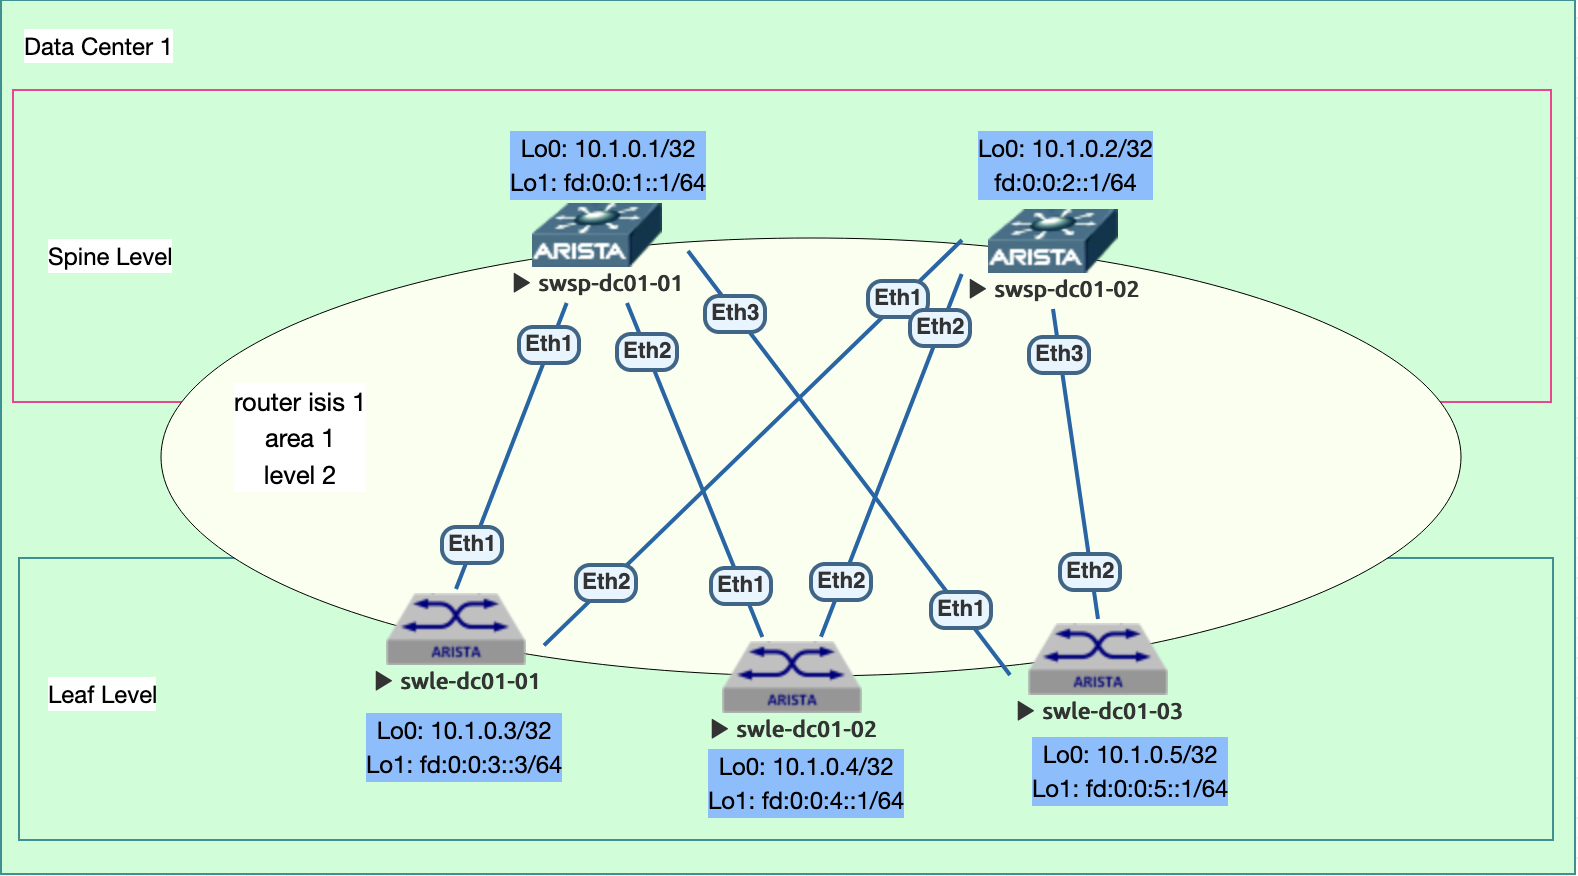 Data Center 1
Spine Level
Lo0: 10.1.0.1/32
Lo1: fd:0:0:1::1/64
ARISTA
swsp-dc01-01
Lo0: 10.1.0.2/32
fd:0:0:2::1/64
ARISTA
swsp-dc01-02
Eth1
Eth2
Eth3
Eth1
Eth2
Eth3
router isis 1
area 1
level 2
Eth1
Eth2
Eth1
Eth2
Eth1
Eth2
Leaf Level
ARISTA
swle-dc01-01
Lo0: 10.1.0.3/32
Lo1: fd:0:0:3::3/64
ARISTA
swle-dc01-02
Lo0: 10.1.0.4/32
Lo1: fd:0:0:4::1/64
ARISTA
swle-dc01-03
Lo0: 10.1.0.5/32
Lo1: fd:0:0:5::1/64